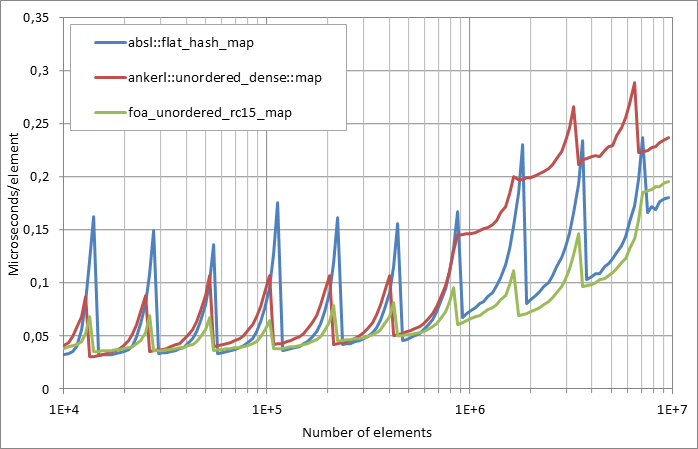 0,35
0,3
0,25
0,2
0,15
0,1
0,05
0
Microseconds/element
absl::flat_hash_map
ankerl::unordered_dense::map
foa_unordered_rc15_map
1E+4 1E+5 1E+6 1E+7
Number of elements